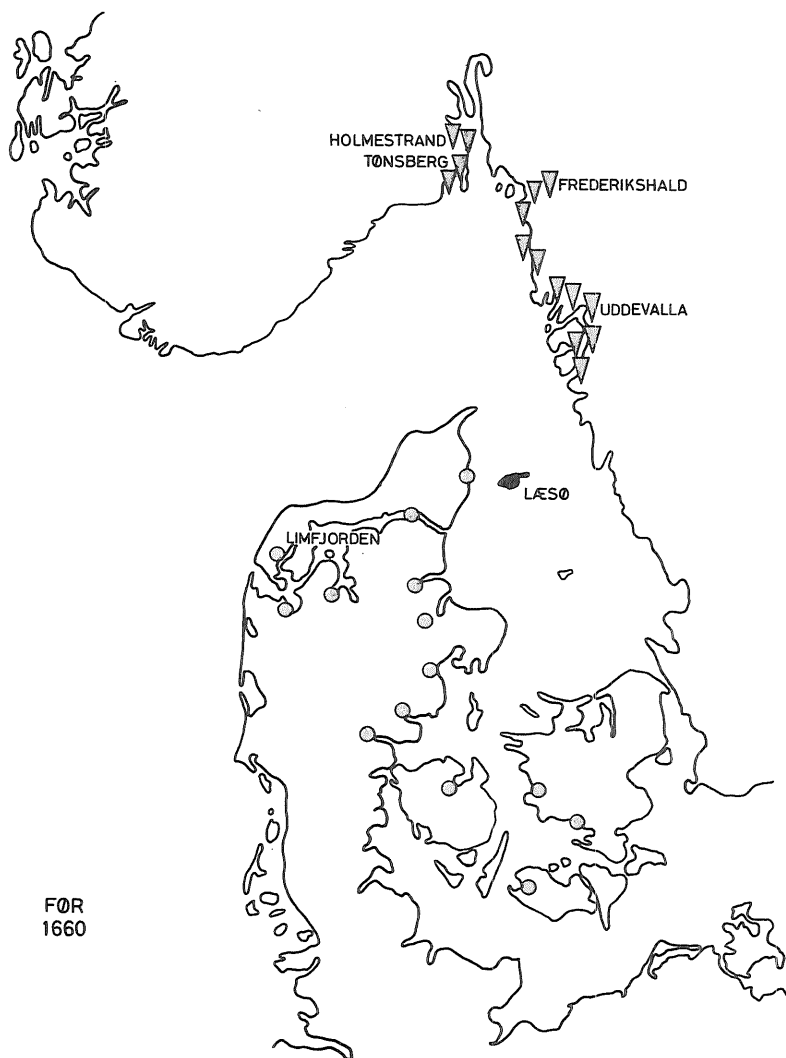 HOLMESTRAND
TØNSBERG
FREDERIKSHALD
UDDEVALLA
LÆSØ
LIMFJORDEN
FØR
1660